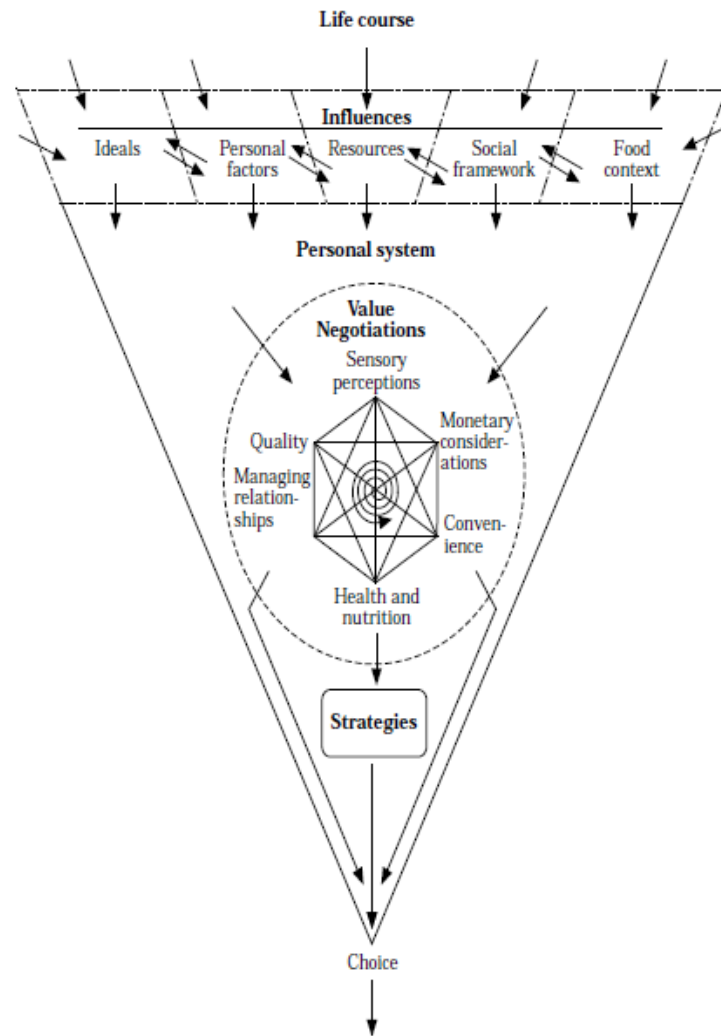 Life course
Influences
Ideals
Personal
factors
Resources
Social
framework
Food
context
Personal system
Value
Negotiations
Sensory
perceptions
Quality
Monetary
consider-
ations
Managing
relation-
ships
Conven-
ience
Health and
nutrition
Strategies
Choice